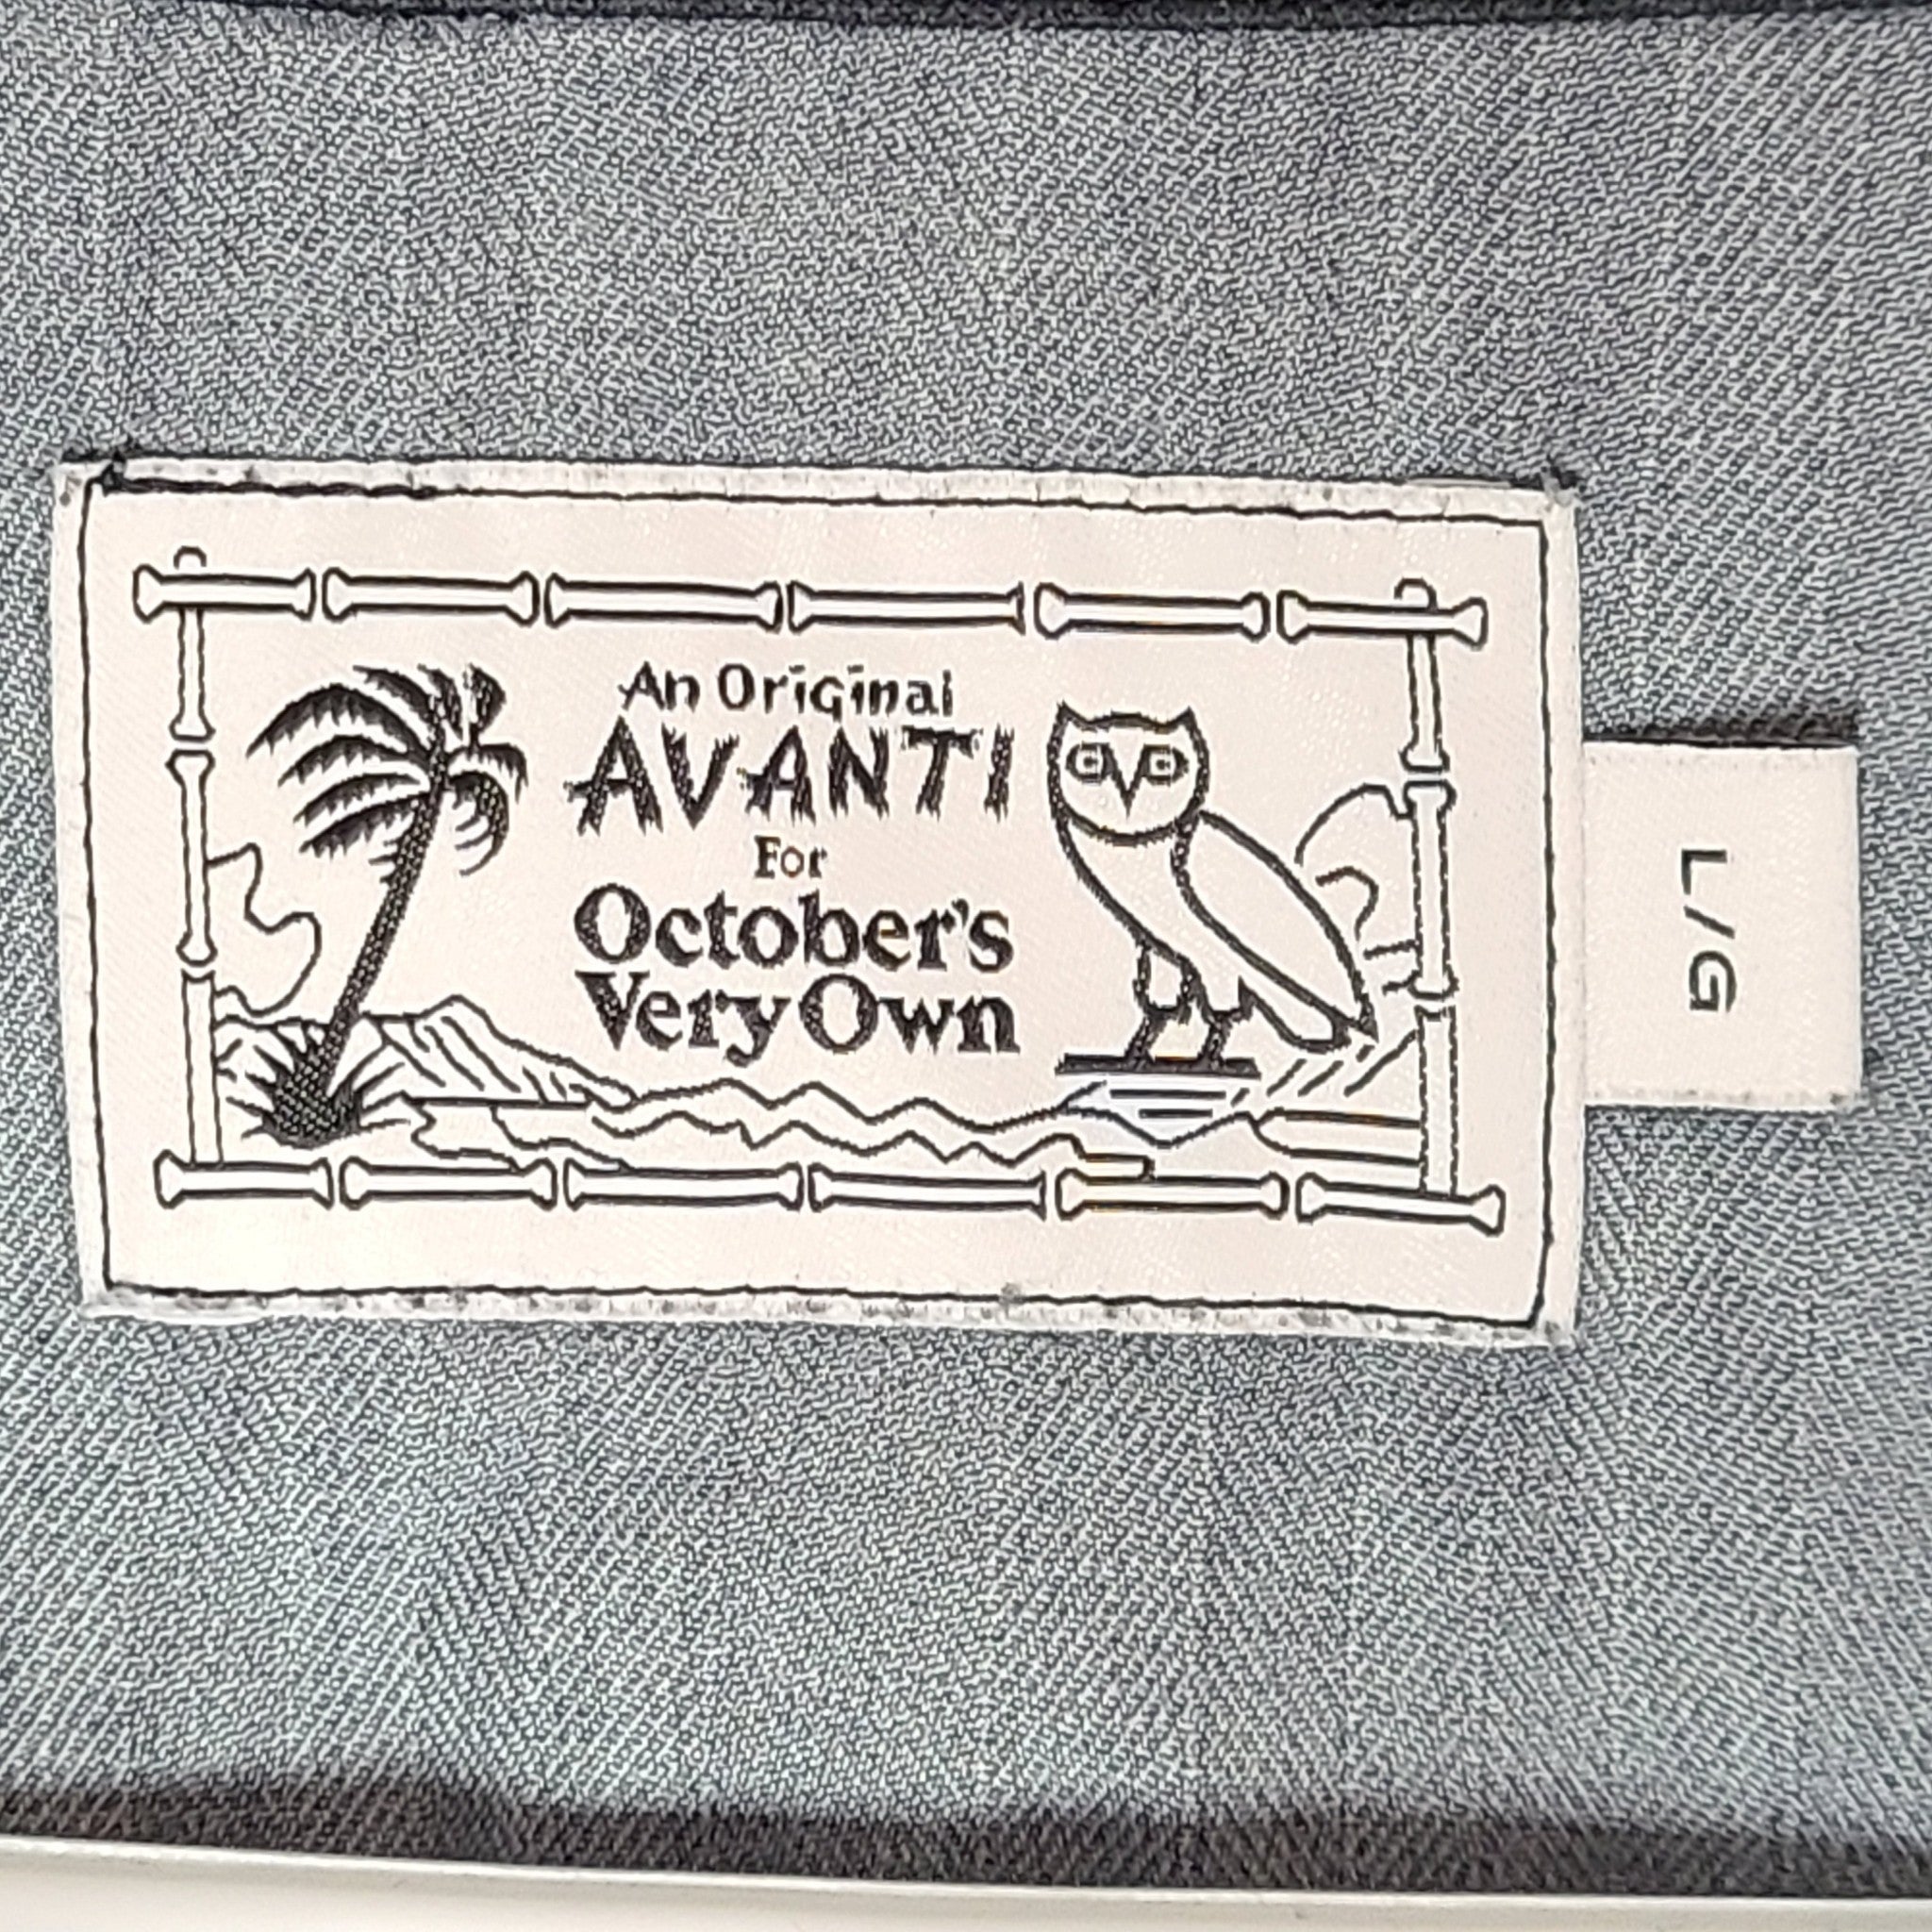 An Original
AVANTI
For
October's
Very Own
L/G